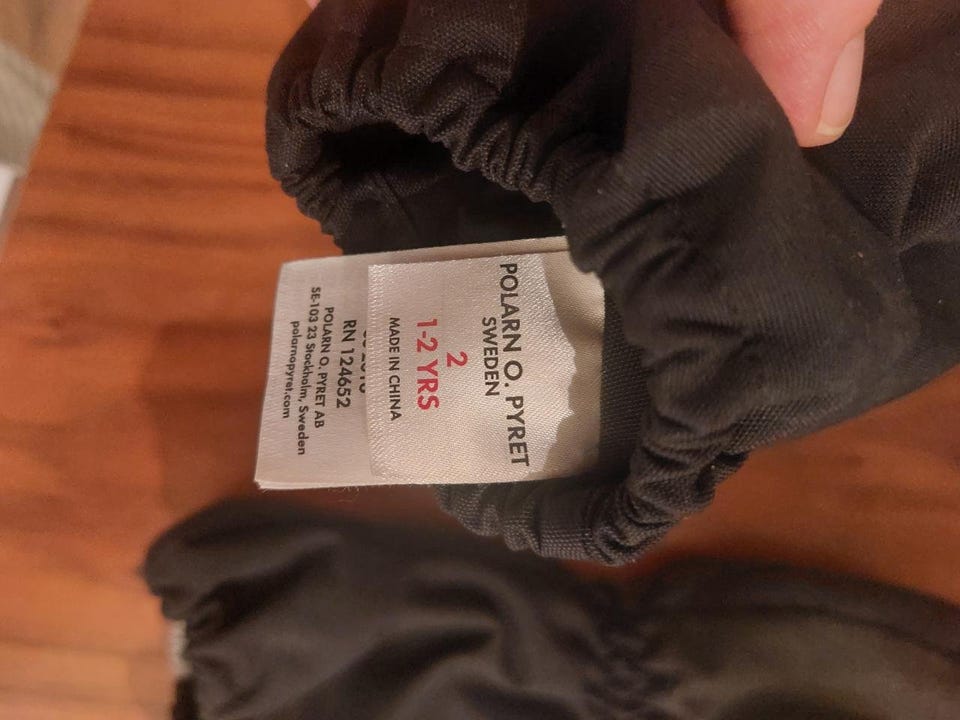 POLARN O. PYRET
SWEDEN
2
1-2 YRS
MADE IN CHINA
RN 124652
POLARN O. PYRET AB
SE-103 23 Stockholm, Sweden
polarnopyret.com